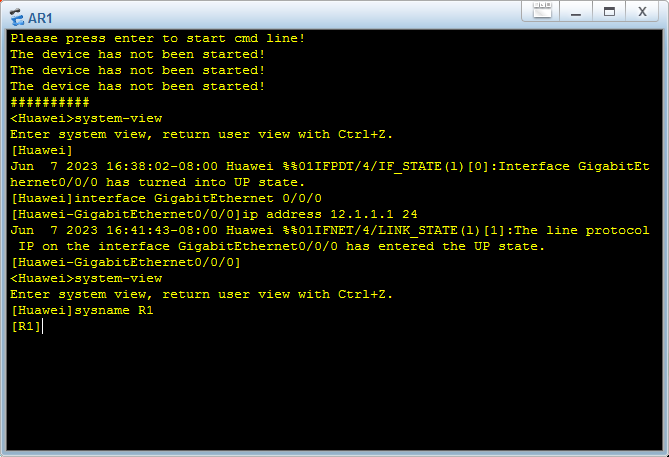 AR1
Please press enter to start cmd line!
The device has not been started!
The device has not been started!
The device has not been started!
##########
<Huawei>system-view
Enter system view, return user view with Ctrl+Z.
[Huawei]
Jun  7 2023 16:38:02-08:00 Huawei %%01IFPDT/4/IF_STATE(l)[0]:Interface GigabitEt
hernet0/0/0 has turned into UP state.
[Huawei]interface GigabitEthernet 0/0/0
[Huawei-GigabitEthernet0/0/0]ip address 12.1.1.1 24
Jun  7 2023 16:41:43-08:00 Huawei %%01IFNET/4/LINK_STATE(l)[1]:The line protocol
 IP on the interface GigabitEthernet0/0/0 has entered the UP state.
[Huawei-GigabitEthernet0/0/0]
<Huawei>system-view
Enter system view, return user view with Ctrl+Z.
[Huawei]sysname R1
[R1]